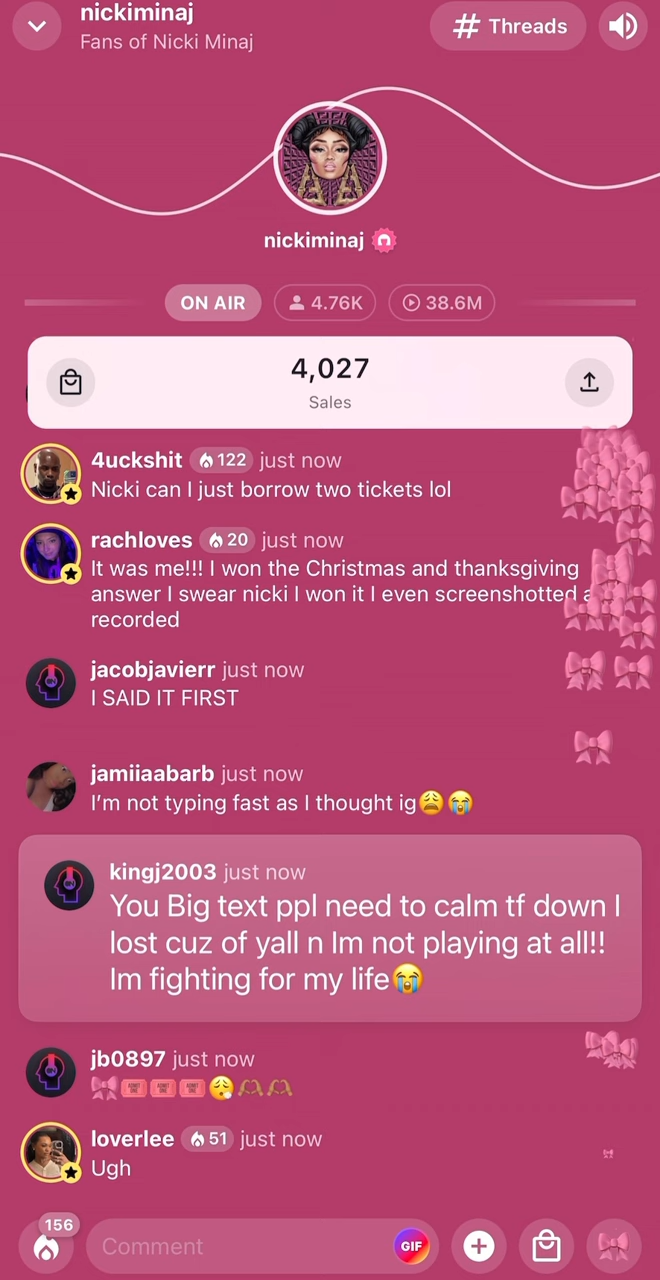 nickiminaj
Fans of Nicki Minaj
# Threads
nickiminaj
ON AIR
4.76K
38.6M
4,027
Sales
4uckshit 122 just now
Nicki can I just borrow two tickets lol
rachloves 20 just now
It was me!!! I won the Christmas and thanksgiving
answer I swear nicki I won it I even screenshotted
recorded
jacobjavierr just now
I SAID IT FIRST
jamiiaabarb just now
I'm not typing fast as I thought ig😩😭
kingj2003 just now
You Big text ppl need to calm tf down I
lost cuz of yall n Im not playing at all!!
Im fighting for my life😭
jb0897 just now
🎀🎟️🎟️🎟️😮‍💨🫶🏾🫶🏾
loverlee 51 just now
Ugh
156
Comment
GIF